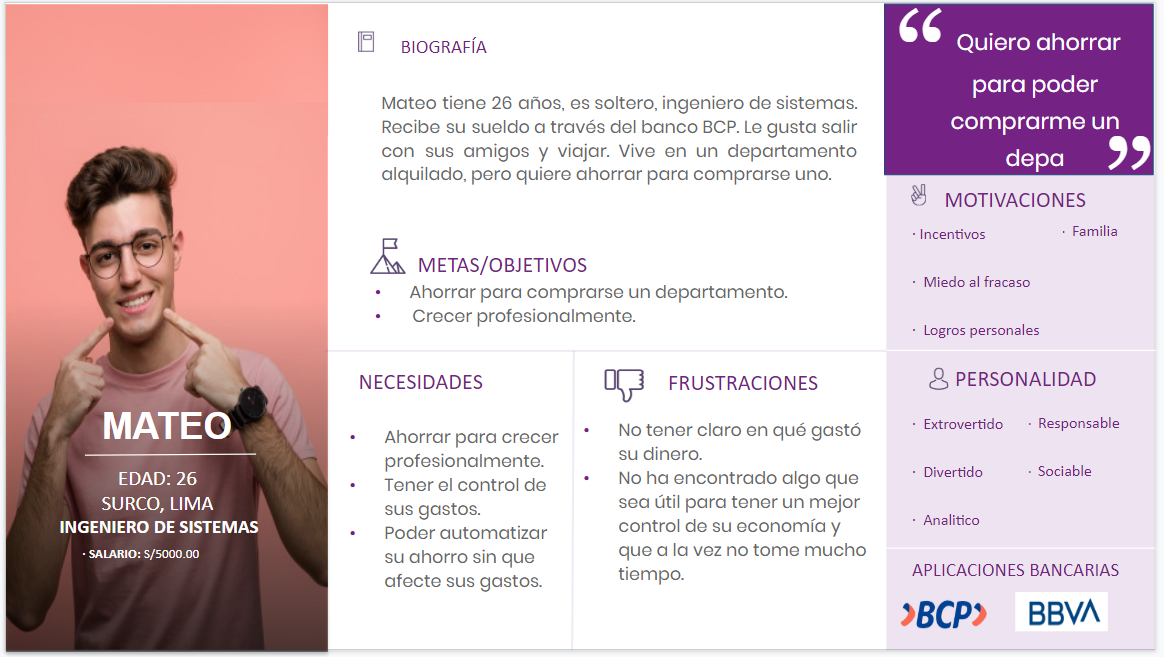 MATEO
EDAD: 26
SURCO, LIMA
INGENIERO DE SISTEMAS
· SALARIO: S/5000.00
BIOGRAFÍA
Mateo tiene 26 años, es soltero, ingeniero de sistemas.
Recibe su sueldo a través del banco BCP. Le gusta salir
con sus amigos y viajar. Vive en un departamento
alquilado, pero quiere ahorrar para comprarse uno.
METAS/OBJETIVOS
• Ahorrar para comprarse un departamento.
• Crecer profesionalmente.
NECESIDADES
• Ahorrar para crecer
profesionalmente.
• Tener el control de
sus gastos.
• Poder automatizar
su ahorro sin que
afecte sus gastos.
FRUSTRACIONES
• No tener claro en qué gastó
su dinero.
• No ha encontrado algo que
sea útil para tener un mejor
control de su economía y
que a la vez no tome mucho
tiempo.
“ Quiero ahorrar
para poder
comprarme un
depa ”
MOTIVACIONES
· Incentivos
· Familia
· Miedo al fracaso
· Logros personales
PERSONALIDAD
· Extrovertido
· Responsable
· Divertido
· Sociable
· Analitico
APLICACIONES BANCARIAS
BCP
BBVA